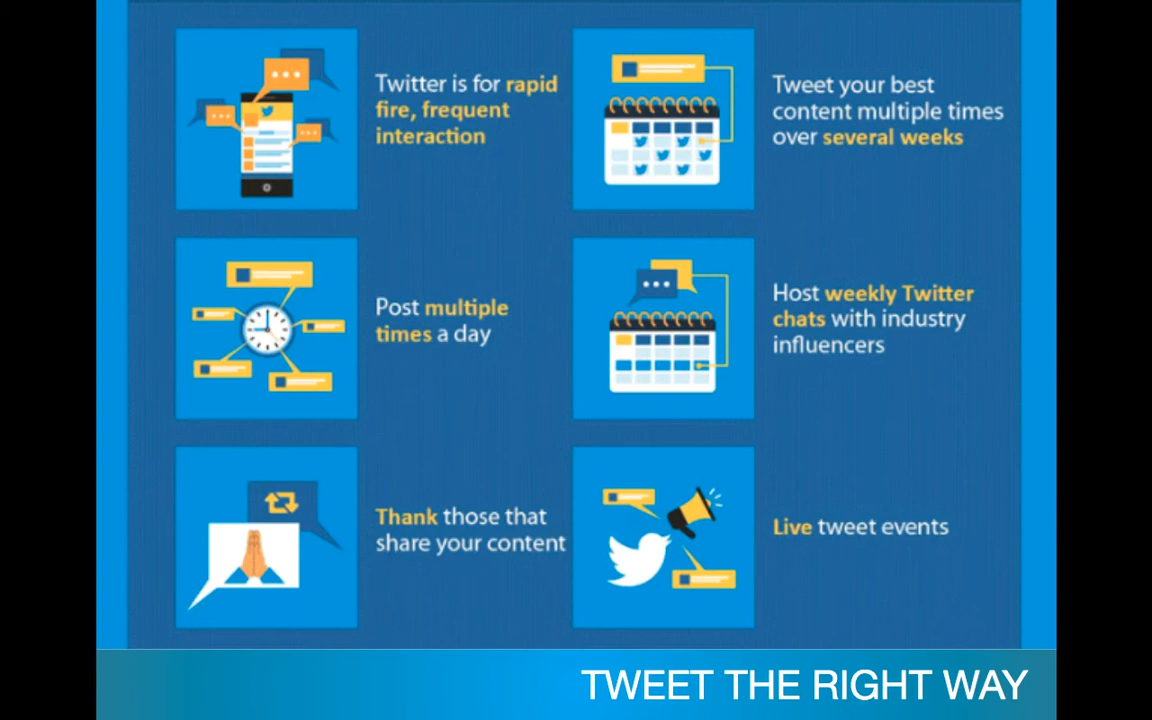 Twitter is for rapid
fire, frequent
interaction
Tweet your best
content multiple times
over several weeks
Post multiple
times a day
Host weekly Twitter
chats with industry
influencers
Thank those that
share your content
Live tweet events
TWEET THE RIGHT WAY